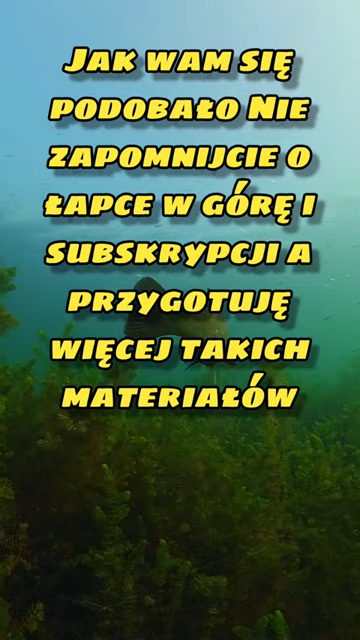 Jak wam się
podobało Nie
zapomnijcie o
łapce w górę i
subskrypcji a
przygotuję
więcej takich
materiałów